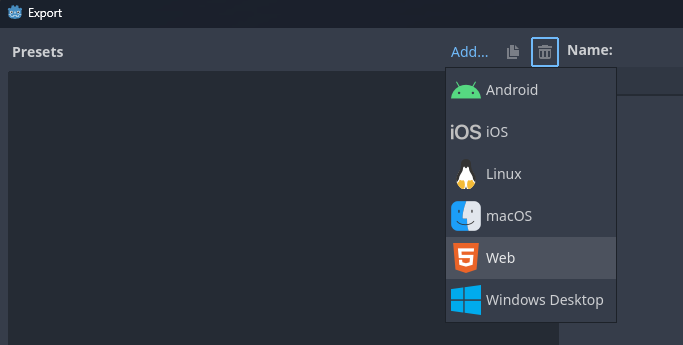 Export
Presets Add... Name:
Android
iOS iOS
Linux
macOS
Web
Windows Desktop